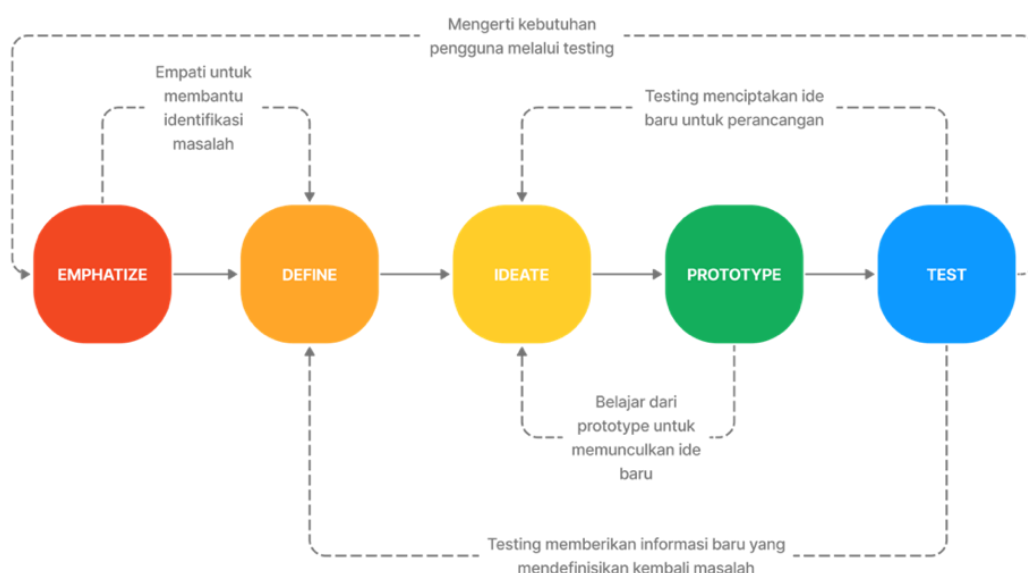 Mengerti kebutuhan
pengguna melalui testing
Empati untuk
membantu
identifikasi
masalah
Testing menciptakan ide
baru untuk perancangan
EMPHATIZE
DEFINE
IDEATE
PROTOTYPE
TEST
Belajar dari
prototype untuk
memunculkan ide
baru
Testing memberikan informasi baru yang
mendefinisikan kembali masalah